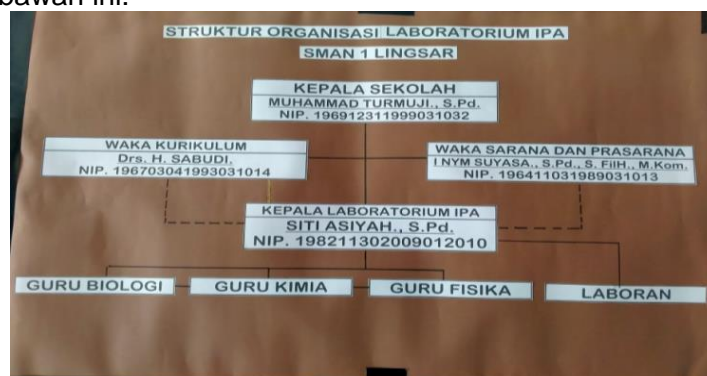 bawah ini.
STRUKTUR ORGANISASI LABORATORIUM IPA
SMAN 1 LINGSAR
KEPALA SEKOLAH
MUHAMMAD TURMUJI., S.Pd.
NIP. 196912311999031032
WAKA KURIKULUM
Drs. H. SABUDI.
NIP. 196703041993031014
WAKA SARANA DAN PRASARANA
I NYM SUYASA., S.Pd., S. FilH., M.Kom.
NIP. 196411031989031013
KEPALA LABORATORIUM IPA
SITI ASIYAH., S.Pd.
NIP. 198211302009012010
GURU BIOLOGI
GURU KIMIA
GURU FISIKA
LABORAN